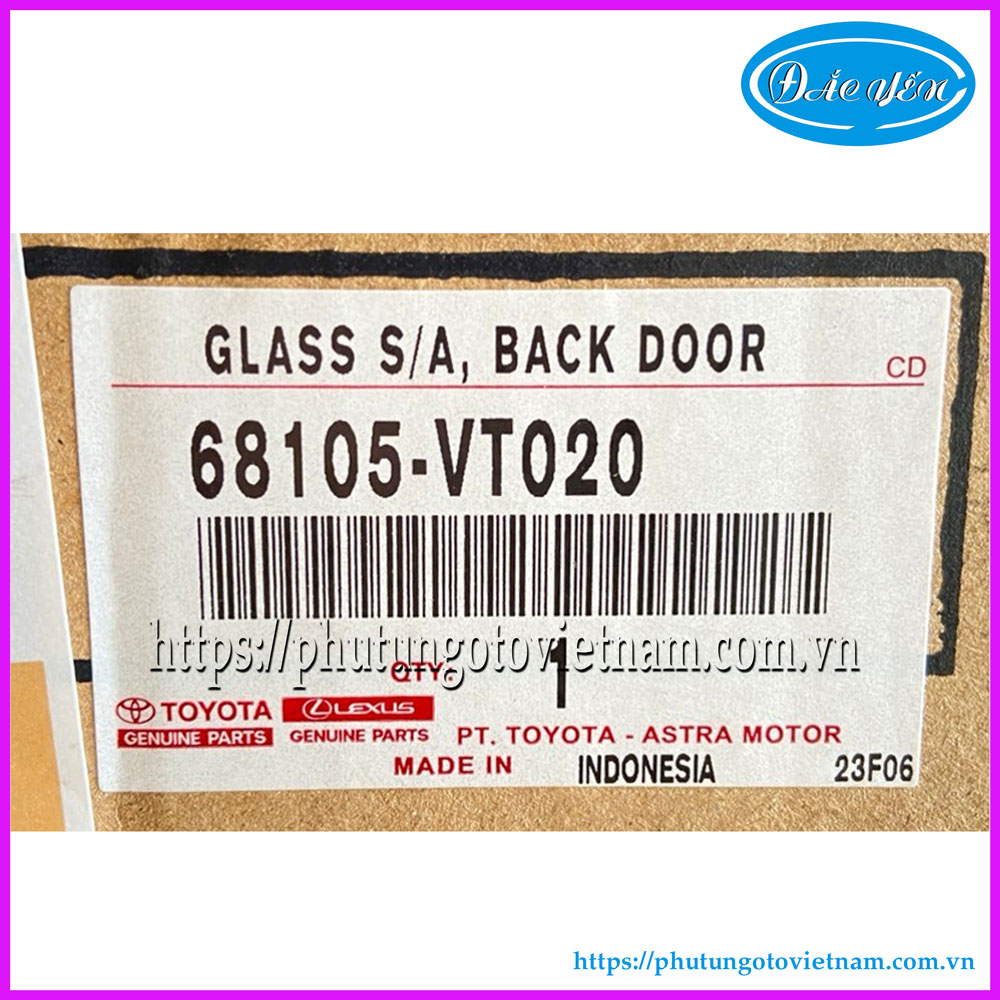 ĐẮC YẾN
GLASS S/A, BACK DOOR
CD
68105-VT020
https://phutungotovietnam.com.vn
QTY: 1
TOYOTA LEXUS
GENUINE PARTS GENUINE PARTS PT. TOYOTA - ASTRA MOTOR
MADE IN INDONESIA 23F06
https://phutungotovietnam.com.vn